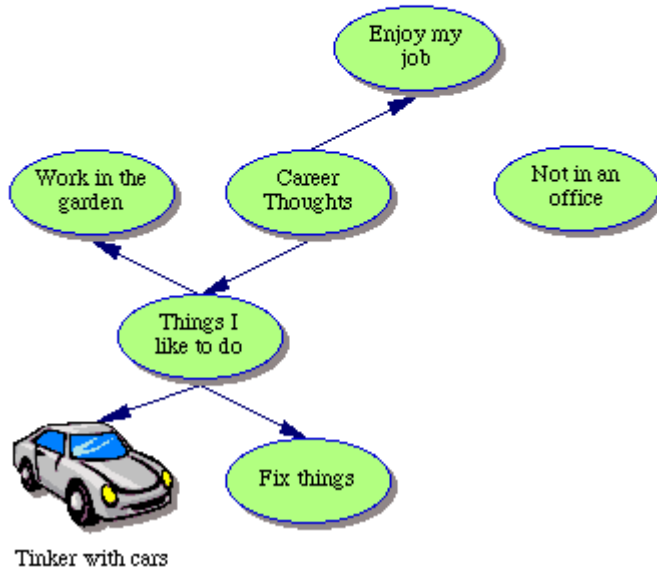 Enjoy my
job
Work in the
garden
Career
Thoughts
Not in an
office
Things I
like to do
Fix things
Tinker with cars